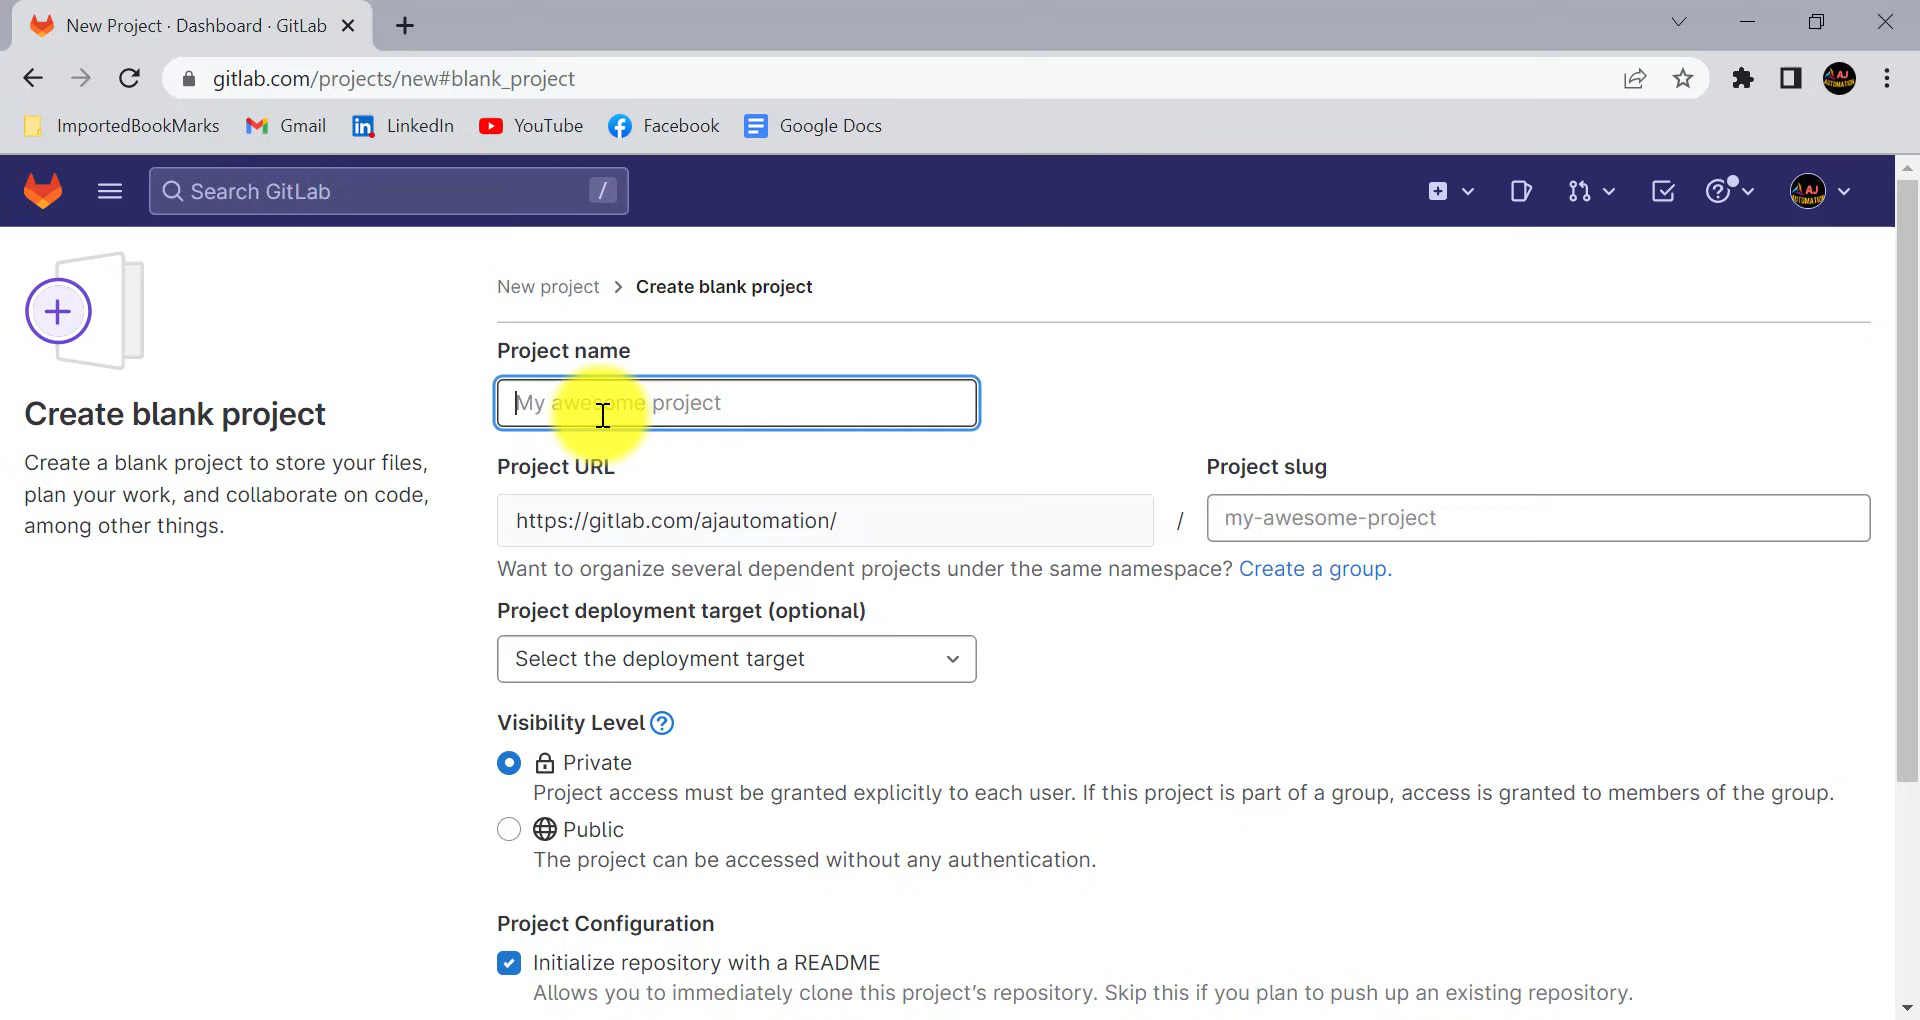 New Project · Dashboard · GitLab
gitlab.com/projects/new#blank_project
ImportedBookMarks Gmail LinkedIn YouTube Facebook Google Docs
Search GitLab /
New project > Create blank project
Create blank project
Create a blank project to store your files,
plan your work, and collaborate on code,
among other things.
Project name
My awesome project
Project URL
https://gitlab.com/ajautomation/
/
Project slug
my-awesome-project
Want to organize several dependent projects under the same namespace? Create a group.
Project deployment target (optional)
Select the deployment target
Visibility Level
Private
Project access must be granted explicitly to each user. If this project is part of a group, access is granted to members of the group.
Public
The project can be accessed without any authentication.
Project Configuration
Initialize repository with a README
Allows you to immediately clone this project's repository. Skip this if you plan to push up an existing repository.